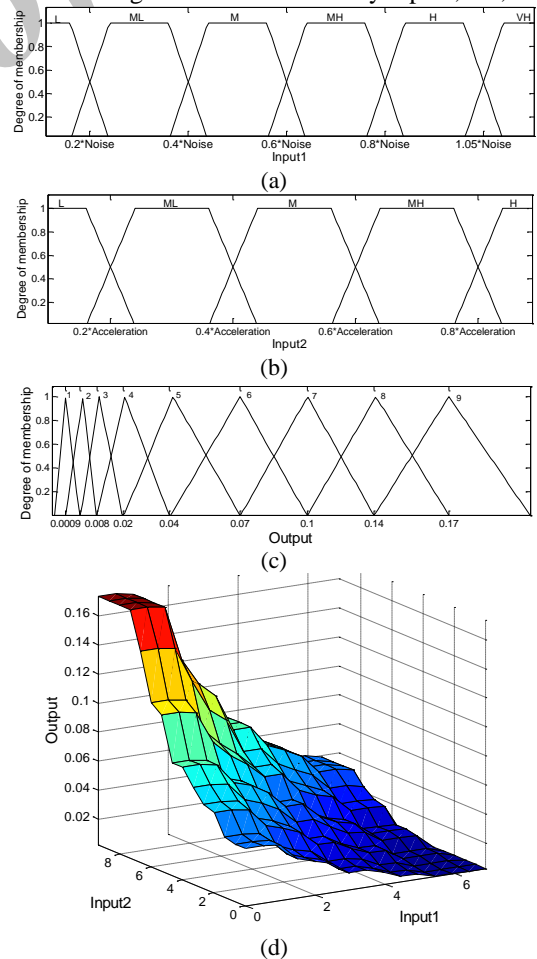 L ML M MH H VH
Degree of membership
1
0.8
0.6
0.4
0.2
0.2*Noise 0.4*Noise 0.6*Noise 0.8*Noise 1.05*Noise
Input1
(a)
L ML M MH H
Degree of membership
1
0.8
0.6
0.4
0.2
0.2*Acceleration 0.4*Acceleration 0.6*Acceleration 0.8*Acceleration
Input2
(b)
1 2 3 4 5 6 7 8 9
Degree of membership
1
0.8
0.6
0.4
0.2
0.0009 0.008 0.02 0.04 0.07 0.1 0.14 0.17
Output
(c)
0.16
0.14
0.12
0.1
0.08
0.06
0.04
0.02
Output
8
6
4
2
0
Input2
0
2
4
6
Input1
(d)